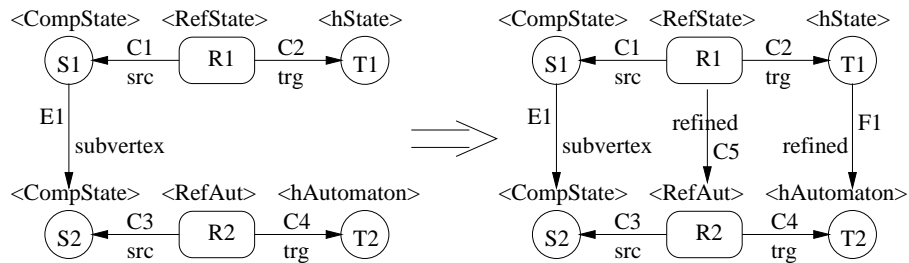 <CompState> <RefState> <hState> <CompState> <RefState> <hState>
C1 C2 C1 C2
S1 R1 T1 S1 R1 T1
src trg src trg
E1 E1 refined F1
subvertex subvertex C5 refined
<CompState> <RefAut> <hAutomaton> <CompState> <RefAut> <hAutomaton>
C3 C4 C3 C4
S2 R2 T2 S2 R2 T2
src trg src trg